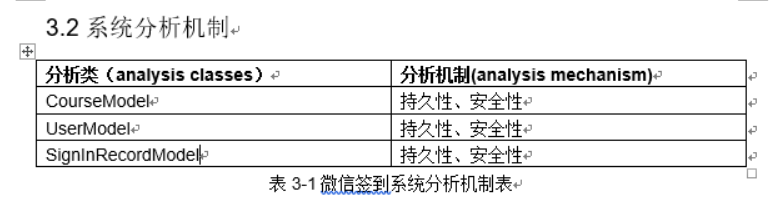 3.2 系统分析机制
分析类（analysis classes） 分析机制(analysis mechanism)
CourseModel 持久性、安全性
UserModel 持久性、安全性
SignInRecordModel 持久性、安全性
表 3-1 微信签到系统分析机制表